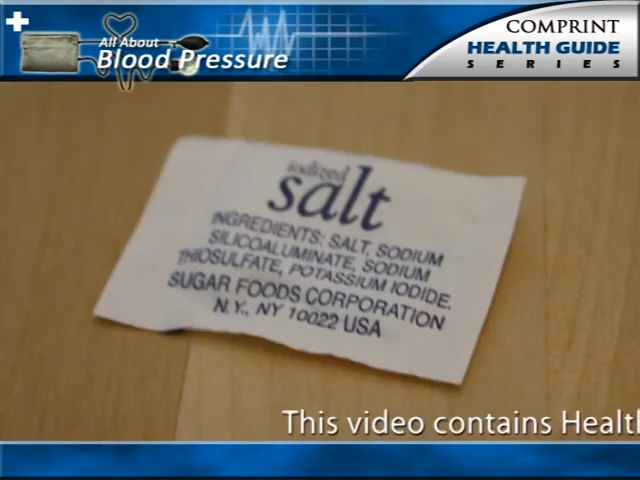 All About
Blood Pressure
COMPRINT
HEALTH GUIDE
SERIES
iodized
salt
INGREDIENTS: SALT, SODIUM
SILICOALUMINATE, SODIUM
THIOSULFATE, POTASSIUM IODIDE.
SUGAR FOODS CORPORATION
N.Y., NY 10022 USA
This video contains Health